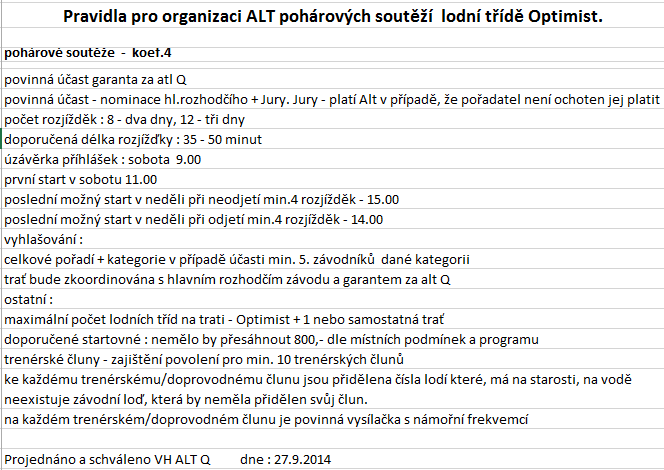 Pravidla pro organizaci ALT pohárových soutěží  lodní třídě Optimist.
pohárové soutěže  -  koef.4
povinná účast garanta za atl Q
povinná účast - nominace hl.rozhodčího + Jury. Jury - platí Alt v případě, že pořadatel není ochoten jej platit
počet rozjížděk : 8 - dva dny, 12 - tři dny
doporučená délka rozjížďky : 35 - 50 minut
úzávěrka příhlášek : sobota  9.00
první start v sobotu 11.00
poslední možný start v neděli při neodjetí min.4 rozjížděk - 15.00
poslední možný start v neděli při odjetí min.4 rozjížděk - 14.00
vyhlašování :
celkové pořadí + kategorie v případě účasti min. 5. závodníků  dané kategorii
trať bude zkoordinována s hlavním rozhodčím závodu a garantem za alt Q
ostatní :
maximální počet lodních tříd na trati - Optimist + 1 nebo samostatná trať
doporučené startovné : nemělo by přesáhnout 800,- dle místních podmínek a programu
trenérské čluny - zajištění povolení pro min. 10 trenérských člunů
ke každému trenérskému/doprovodnému člunu jsou přidělena čísla lodí které, má na starosti, na vodě
neexistuje závodní loď, která by neměla přidělen svůj člun.
na každém trenérském/doprovodném člunu je povinná vysílačka s námořní frekvemcí
Projednáno a schváleno VH ALT Q        dne : 27.9.2014